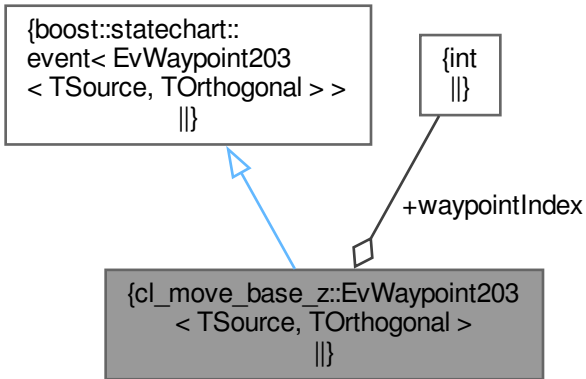 {boost::statechart::
event< EvWaypoint203
< TSource, TOrthogonal > >
||}
{int
||}
+waypointIndex
{cl_move_base_z::EvWaypoint203
< TSource, TOrthogonal >
||}